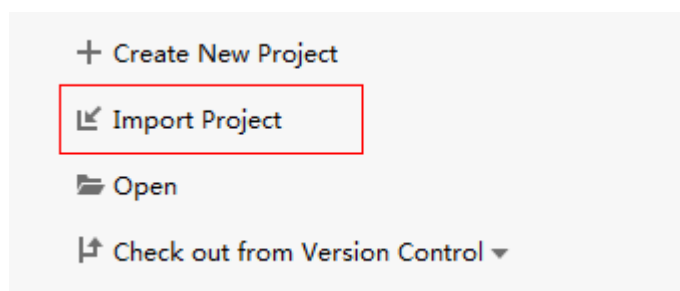 Create New Project
Import Project
Open
Check out from Version Control